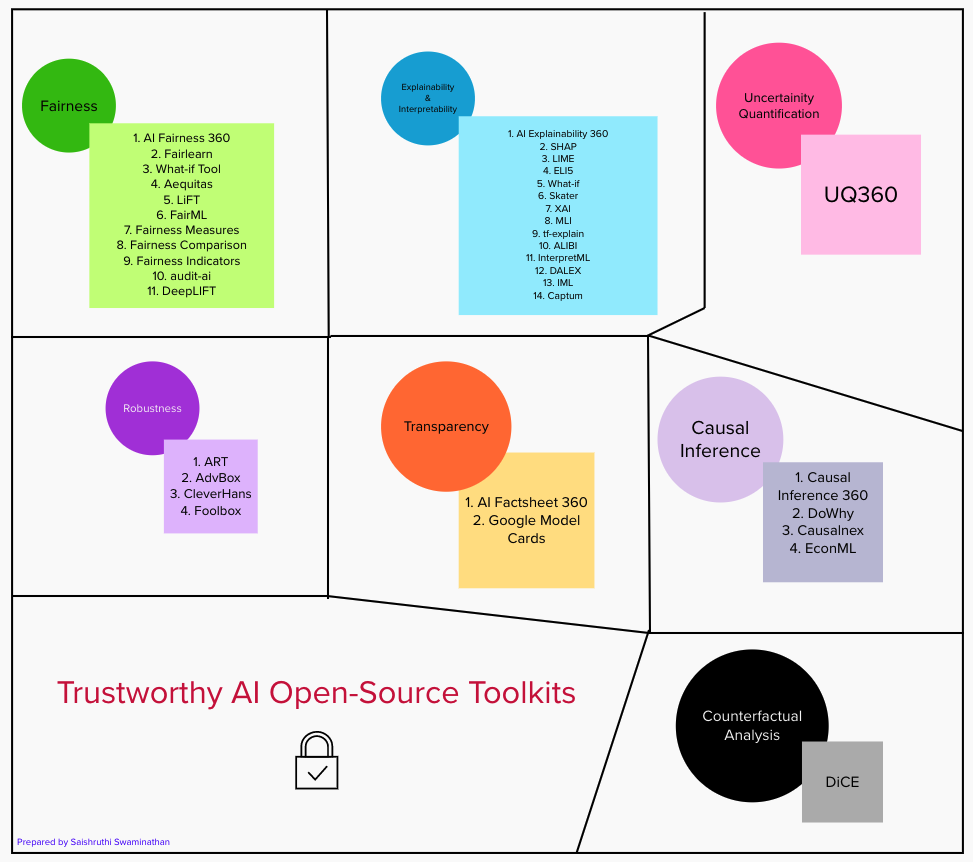 Fairness
1. AI Fairness 360
2. Fairlearn
3. What-if Tool
4. Aequitas
5. LiFT
6. FairML
7. Fairness Measures
8. Fairness Comparison
9. Fairness Indicators
10. audit-ai
11. DeepLIFT
Explainability
&
Interpretability
1. AI Explainability 360
2. SHAP
3. LIME
4. ELI5
5. What-if
6. Skater
7. XAI
8. MLI
9. tf-explain
10. ALIBI
11. InterpretML
12. DALEX
13. IML
14. Captum
Uncertainity
Quantification
UQ360
Robustness
1. ART
2. AdvBox
3. CleverHans
4. Foolbox
Transparency
1. AI Factsheet 360
2. Google Model
Cards
Causal
Inference
1. Causal
Inference 360
2. DoWhy
3. Causalnex
4. EconML
Trustworthy AI Open-Source Toolkits
Counterfactual
Analysis
DiCE
Prepared by Saishruthi Swaminathan